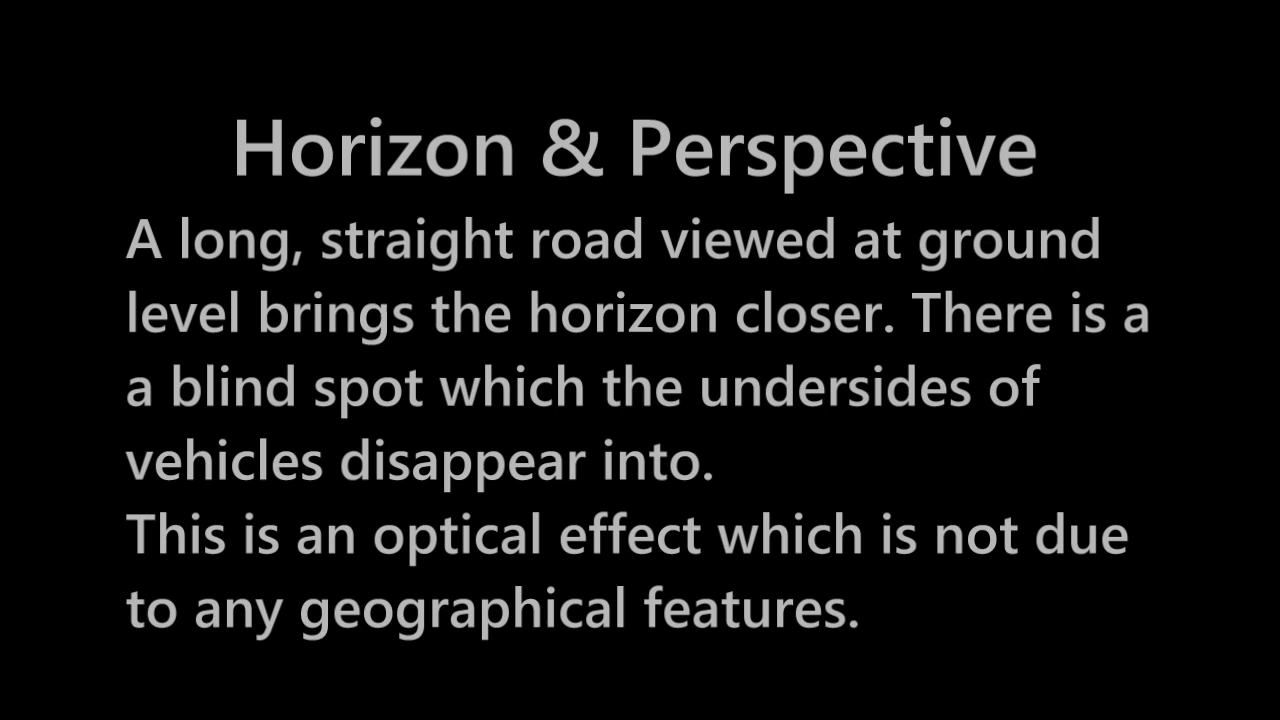 Horizon & Perspective
A long, straight road viewed at ground
level brings the horizon closer. There is a
a blind spot which the undersides of
vehicles disappear into.
This is an optical effect which is not due
to any geographical features.